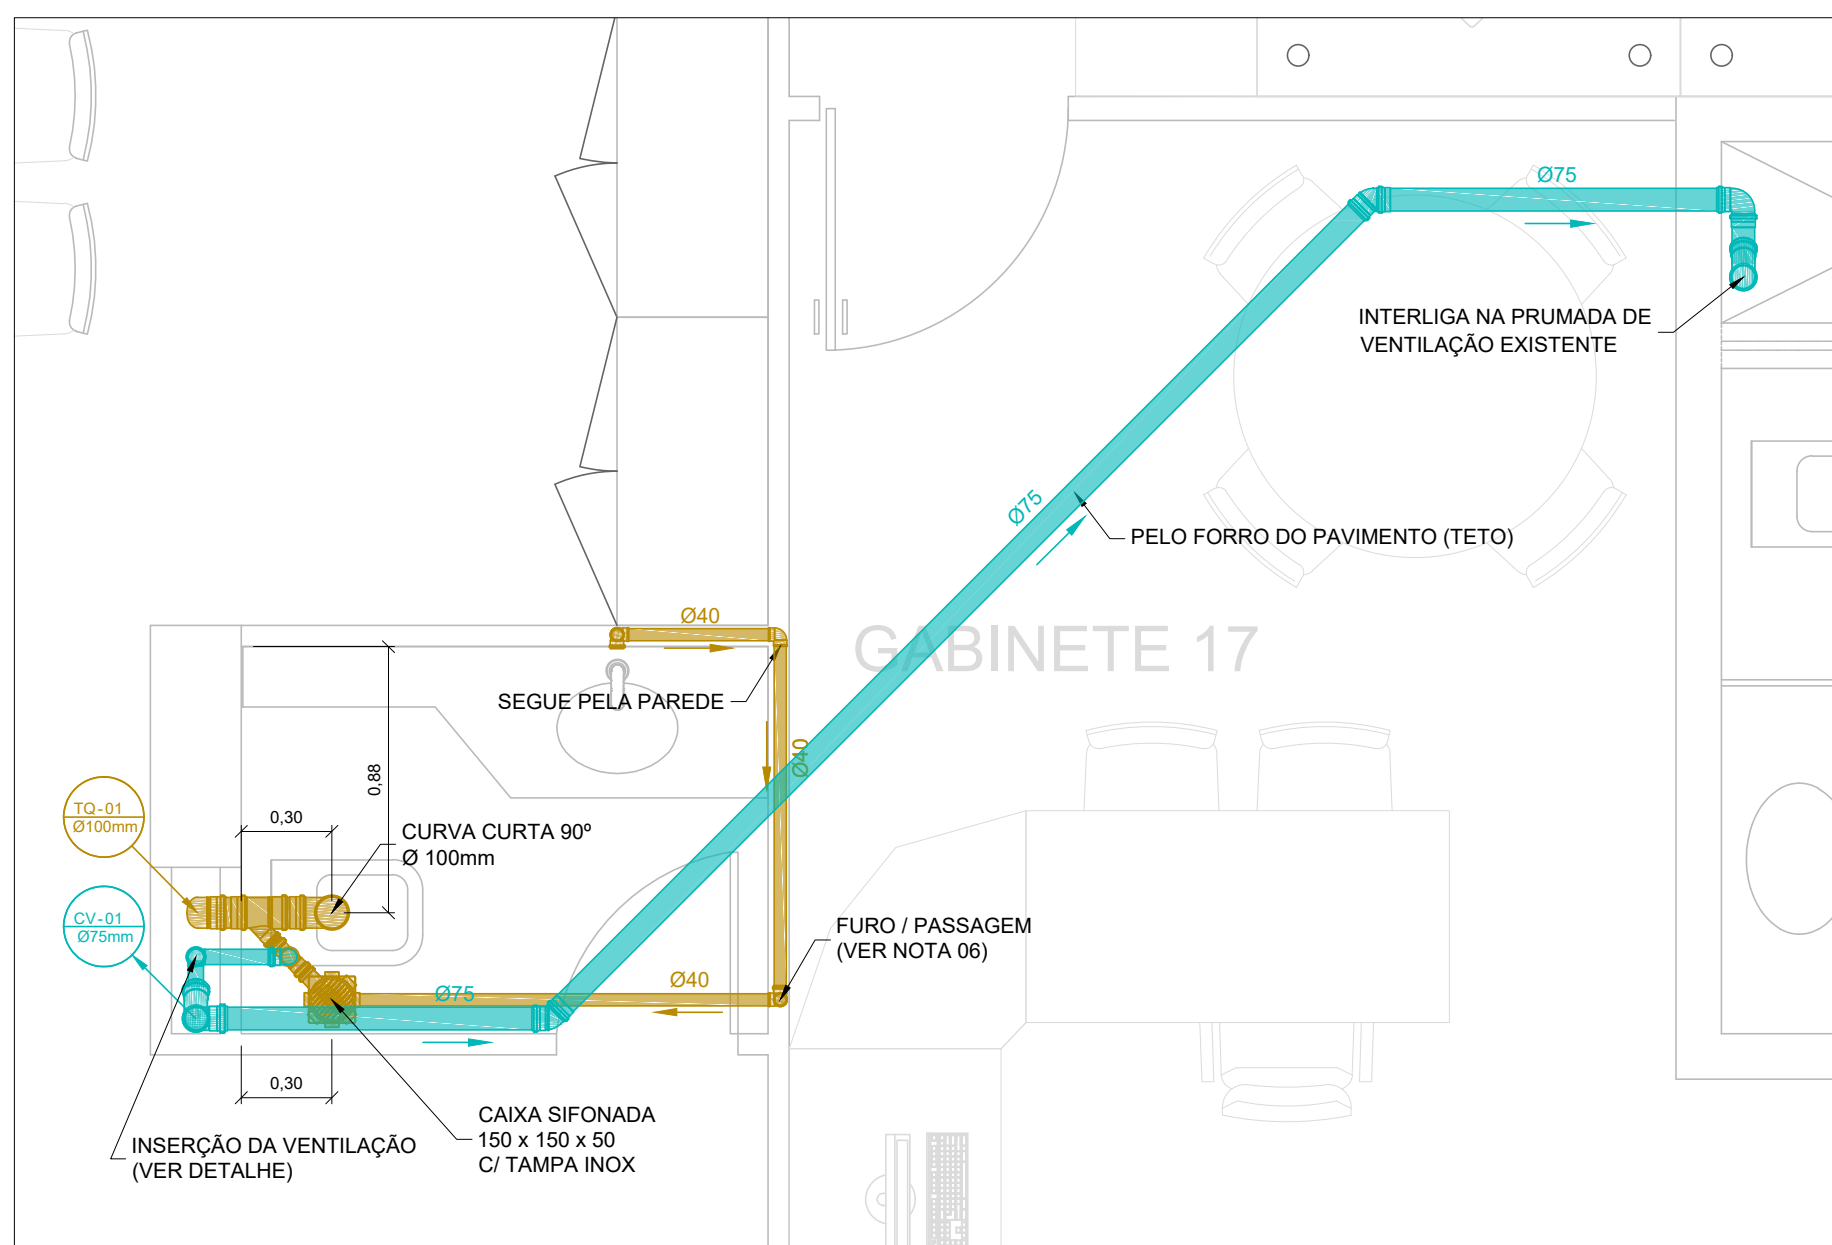 Ø75
INTERLIGA NA PRUMADA DE
VENTILAÇÃO EXISTENTE
Ø75
PELO FORRO DO PAVIMENTO (TETO)
Ø40
GABINETE 17
SEGUE PELA PAREDE
Ø40
0,88
TQ-01
Ø100mm
0,30
CURVA CURTA 90º
Ø 100mm
CV-01
Ø75mm
FURO / PASSAGEM
(VER NOTA 06)
Ø75
Ø40
0,30
CAIXA SIFONADA
150 x 150 x 50
C/ TAMPA INOX
INSERÇÃO DA VENTILAÇÃO
(VER DETALHE)